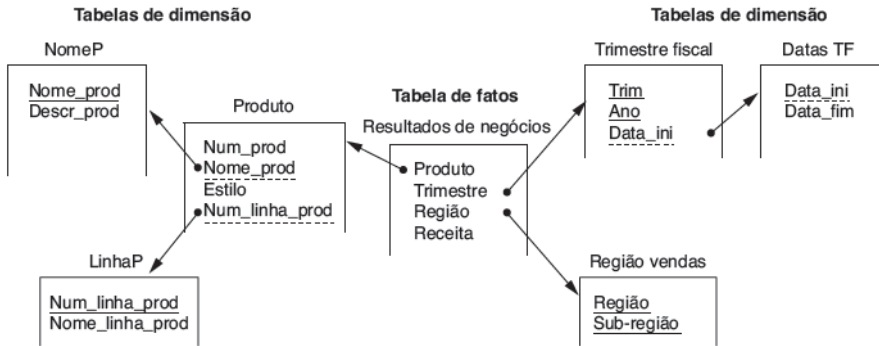 Tabelas de dimensão
Tabelas de dimensão
NomeP
Nome_prod
Descr_prod
Produto
Num_prod
Nome_prod
Estilo
Num_linha_prod
LinhaP
Num_linha_prod
Nome_linha_prod
Tabela de fatos
Resultados de negócios
Produto
Trimestre
Região
Receita
Trimestre fiscal
Trim
Ano
Data_ini
Datas TF
Data_ini
Data_fim
Região vendas
Região
Sub-região